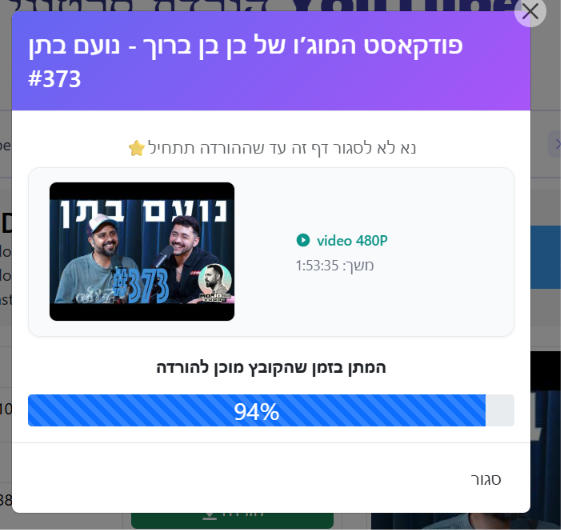 פודקאסט המוג'ו של בן בן ברוך - נועם בתן
#373
נא לא לסגור דף זה עד שההורדה תתחיל
נועם בתן
#373
video 480P
משך: 1:53:35
המתן בזמן שהקובץ מוכן להורדה
94%
סגור